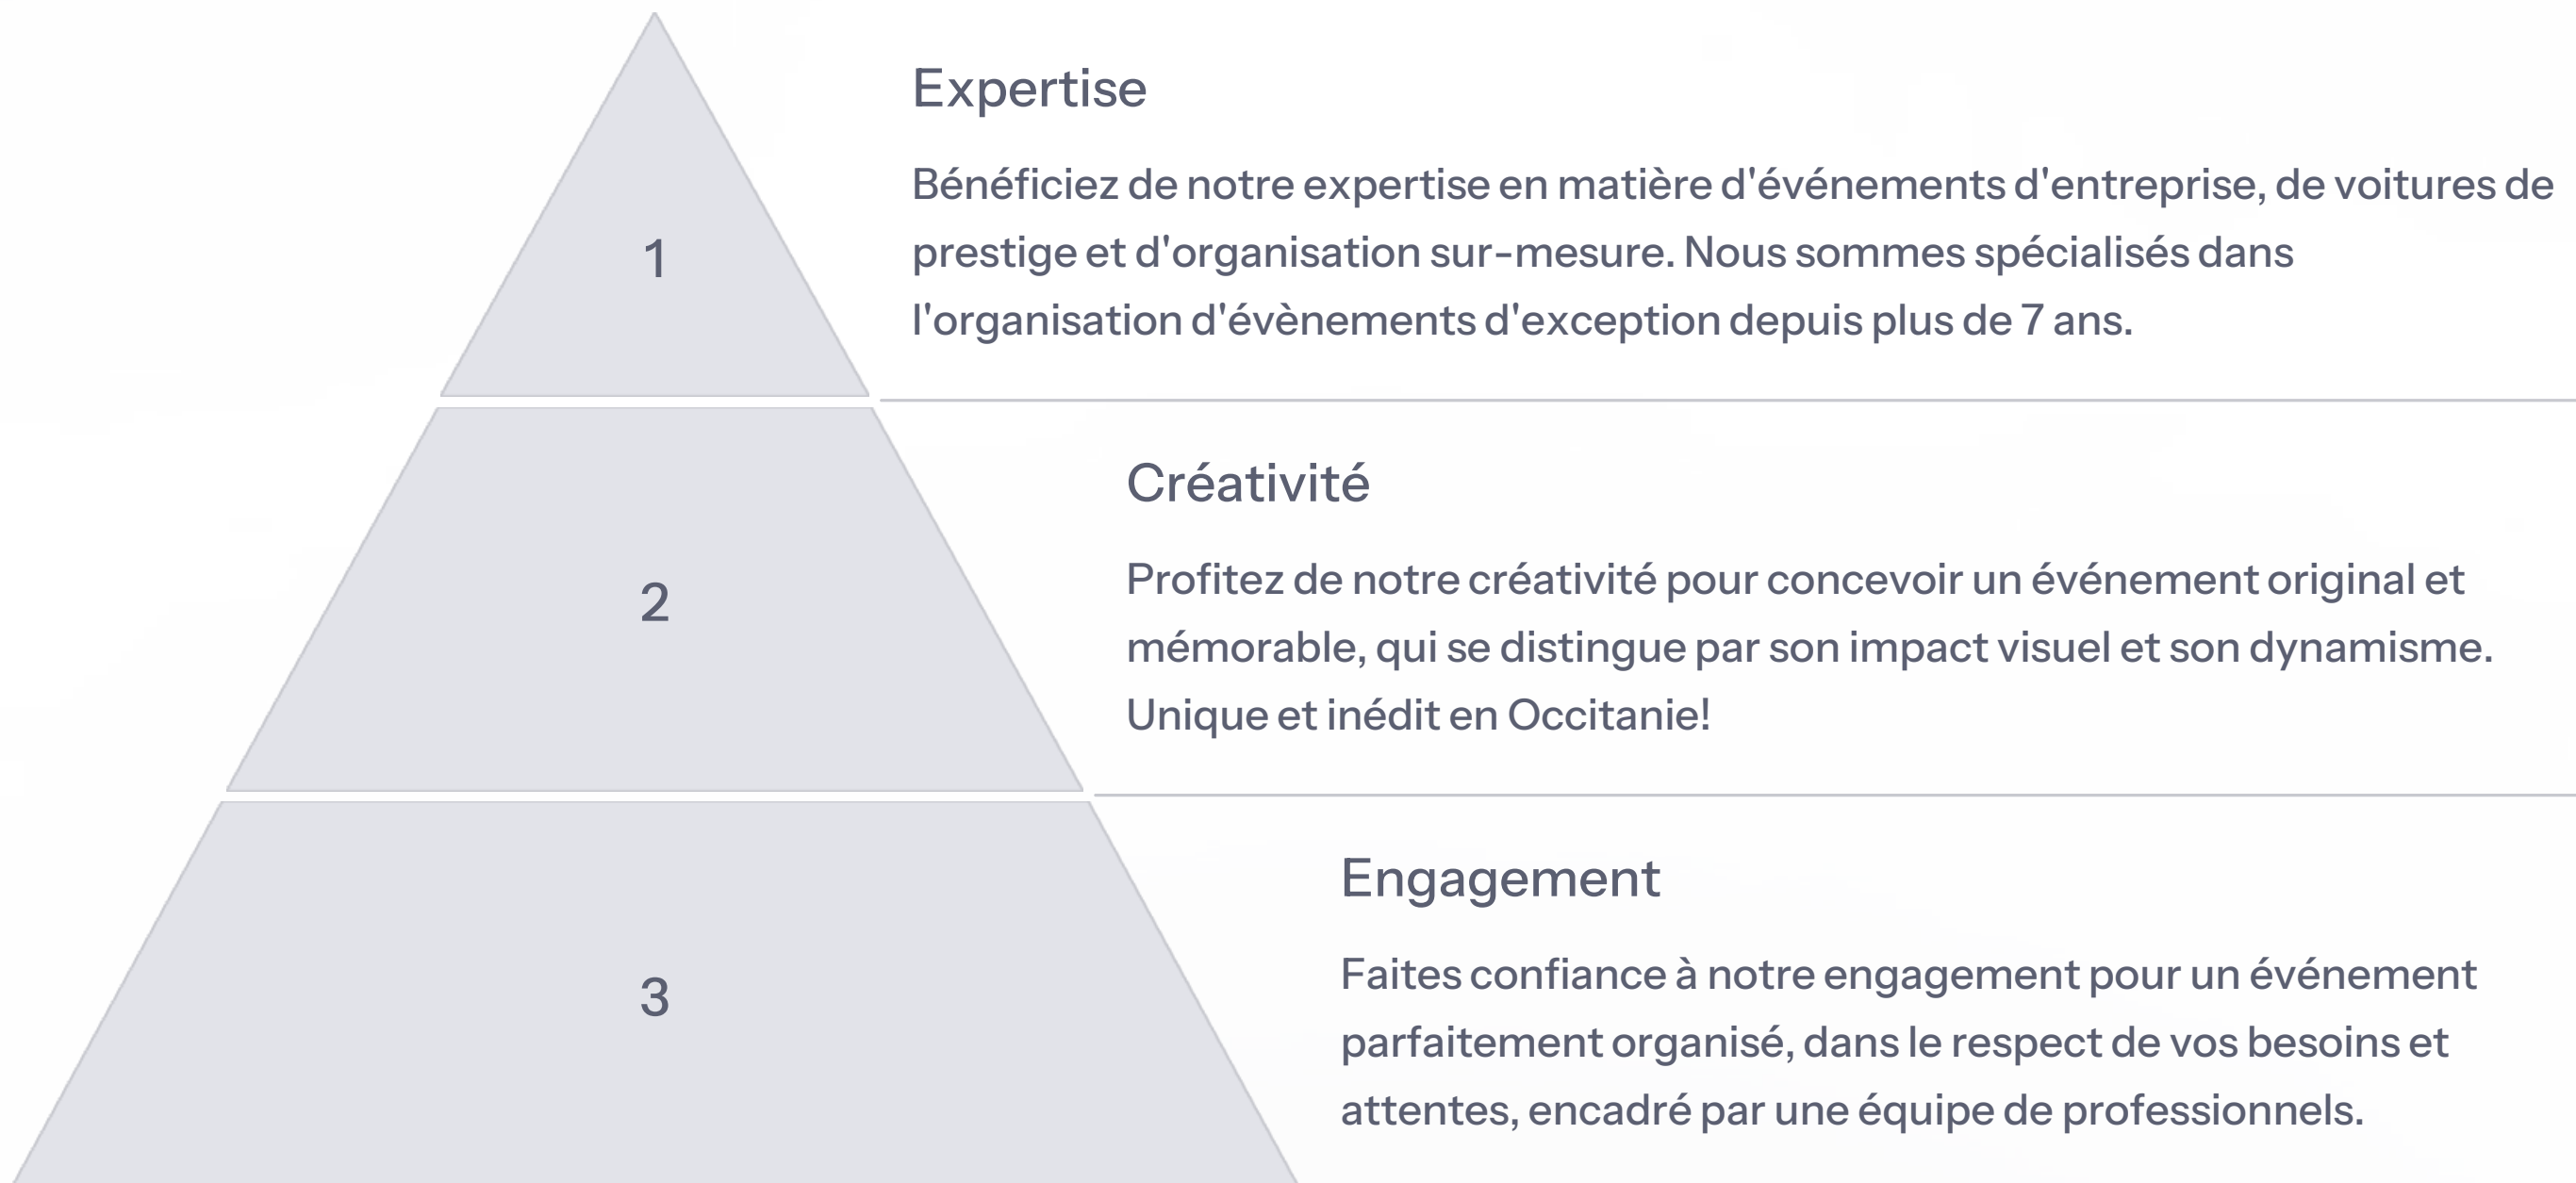 1
Expertise
Bénéficiez de notre expertise en matière d'événements d'entreprise, de voitures de
prestige et d'organisation sur-mesure. Nous sommes spécialisés dans
l'organisation d'évènements d'exception depuis plus de 7 ans.
2
Créativité
Profitez de notre créativité pour concevoir un événement original et
mémorable, qui se distingue par son impact visuel et son dynamisme.
Unique et inédit en Occitanie!
3
Engagement
Faites confiance à notre engagement pour un événement
parfaitement organisé, dans le respect de vos besoins et
attentes, encadré par une équipe de professionnels.